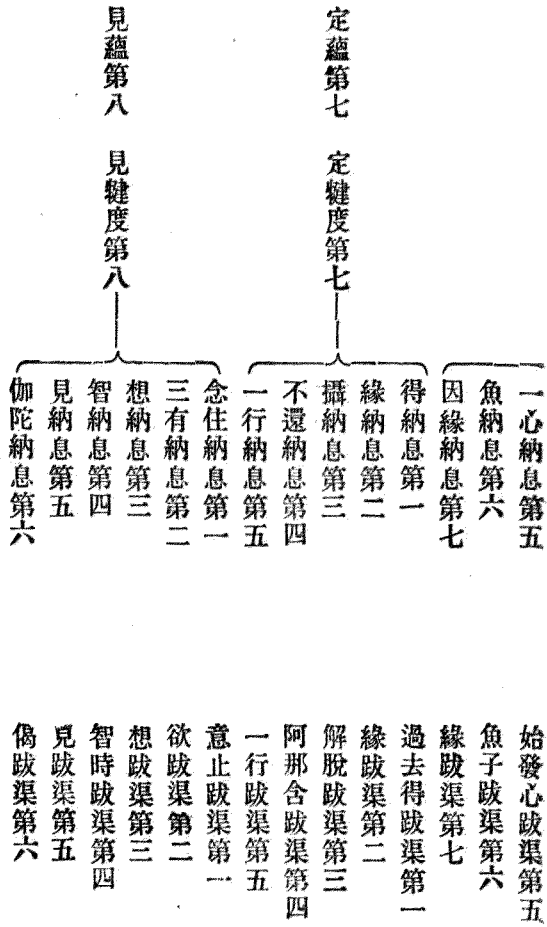 一心納息第五　始發心跋渠第五
魚納息第六　魚子跋渠第六
因緣納息第七　緣跋渠第七
定蘊第七　定犍度第七
得納息第一　過去得跋渠第一
緣納息第二　緣跋渠第二
攝納息第三　解脫跋渠第三
不還納息第四　阿那含跋渠第四
一行納息第五　一行跋渠第五
見蘊第八　見犍度第八
念住納息第一　意止跋渠第一
三有納息第二　欲跋渠第二
想納息第三　想跋渠第三
智納息第四　智時跋渠第四
見納息第五　見跋渠第五
伽陀納息第六　偈跋渠第六